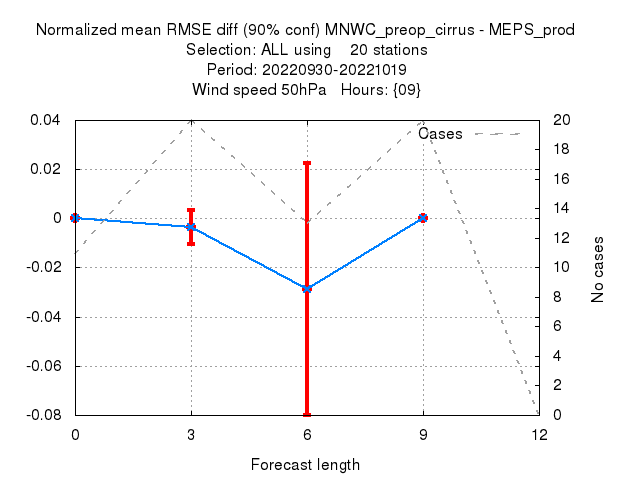 Normalized mean RMSE diff (90% conf) MNWC_preop_cirrus - MEPS_prod
Selection: ALL using 20 stations
Period: 20220930-20221019
Wind speed 50hPa Hours: {09}
Cases
0.04
0.02
0
-0.02
-0.04
-0.06
-0.08
20
18
16
14
12
10
8
6
4
2
0
No cases
0 3 6 9 12
Forecast length